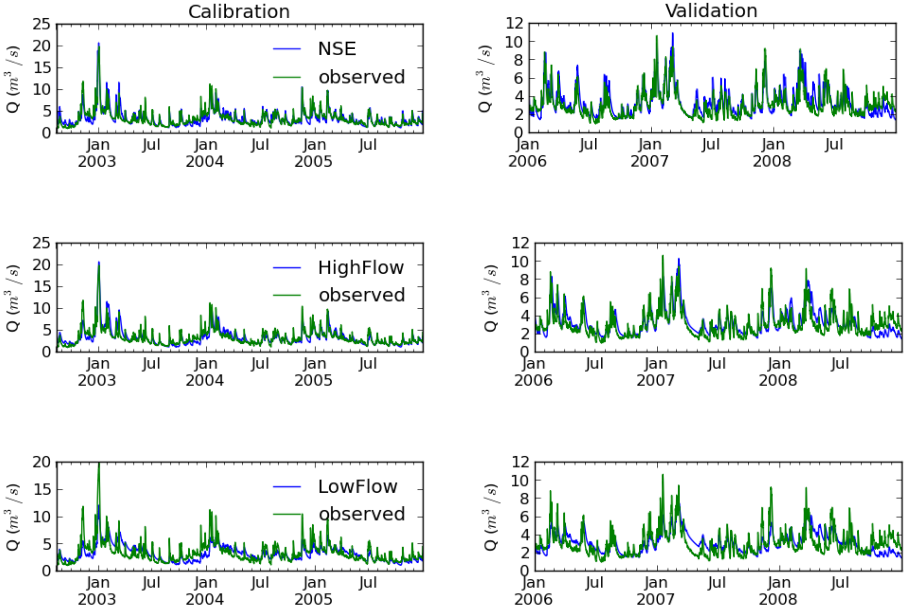 Calibration
Validation
25
20
15
10
5
0
Q (m³/s)
NSE
observed
Jan
2003
Jul
Jan
2004
Jul
Jan
2005
Jul
12
10
8
6
4
2
0
Q (m³/s)
Jan
2006
Jul
Jan
2007
Jul
Jan
2008
Jul
25
20
15
10
5
0
Q (m³/s)
HighFlow
observed
Jan
2003
Jul
Jan
2004
Jul
Jan
2005
Jul
12
10
8
6
4
2
0
Q (m³/s)
Jan
2006
Jul
Jan
2007
Jul
Jan
2008
Jul
20
15
10
5
0
Q (m³/s)
LowFlow
observed
Jan
2003
Jul
Jan
2004
Jul
Jan
2005
Jul
12
10
8
6
4
2
0
Q (m³/s)
Jan
2006
Jul
Jan
2007
Jul
Jan
2008
Jul